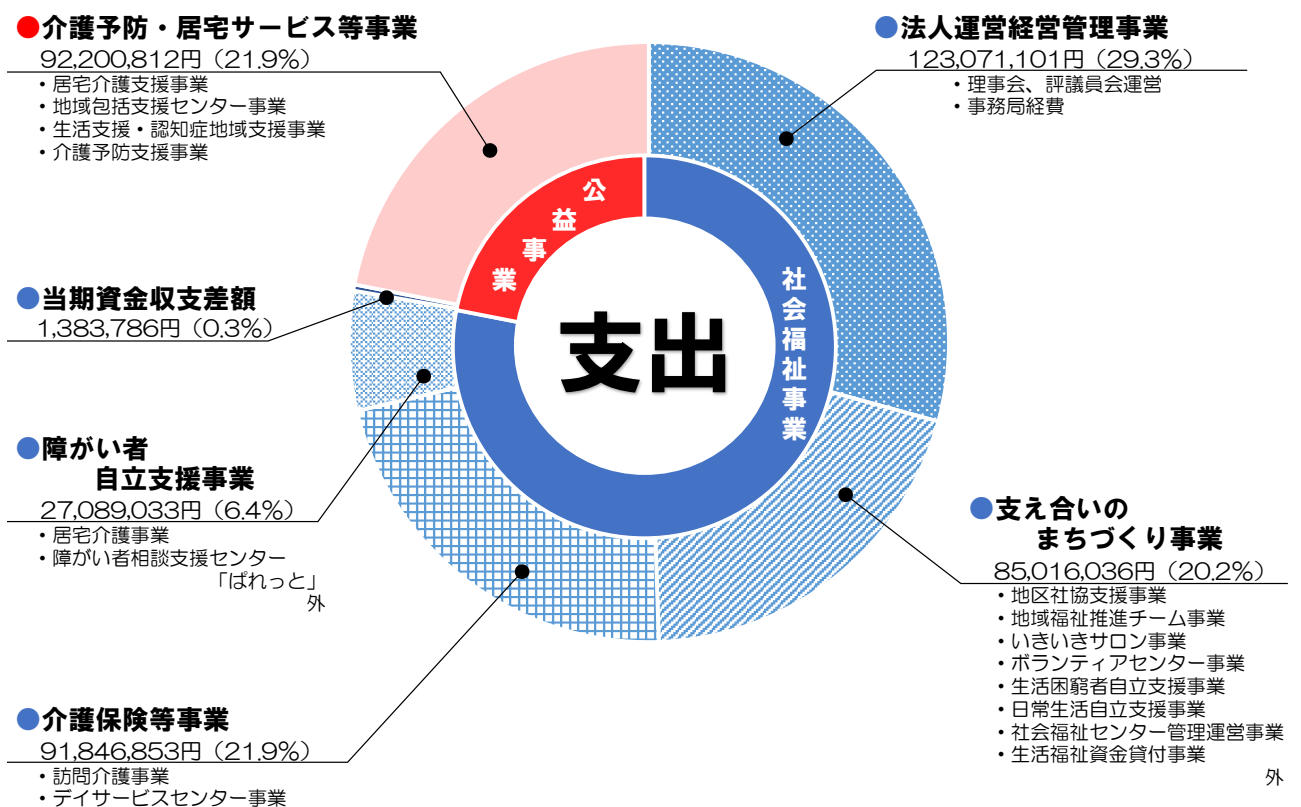 ●介護予防・居宅サービス等事業
92,200,812円（21.9%）
・居宅介護支援事業
・地域包括支援センター事業
・生活支援・認知症地域支援事業
・介護予防支援事業
●当期資金収支差額
1,383,786円（0.3%）
●障がい者
自立支援事業
27,089,033円（6.4%）
・居宅介護事業
・障がい者相談支援センター
「ぱれっと」
外
●介護保険等事業
91,846,853円（21.9%）
・訪問介護事業
・デイサービスセンター事業
公益事業
支出
社会福祉事業
●法人運営経営管理事業
123,071,101円（29.3%）
・理事会、評議員会運営
・事務局経費
●支え合いの
まちづくり事業
85,016,036円（20.2%）
・地区社協支援事業
・地域福祉推進チーム事業
・いきいきサロン事業
・ボランティアセンター事業
・生活困窮者自立支援事業
・日常生活自立支援事業
・社会福祉センター管理運営事業
・生活福祉資金貸付事業
外